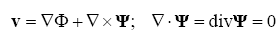 v = ∇Φ + ∇×Ψ;  ∇·Ψ = divΨ = 0